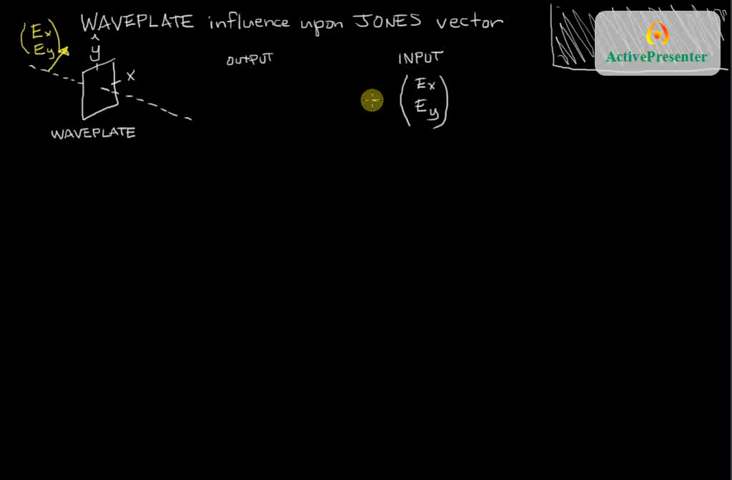 WAVEPLATE influence upon JONES vector
(Ex
Ey)
ŷ
x
WAVEPLATE
OUTPUT
INPUT
(Ex
Ey)
ActivePresenter